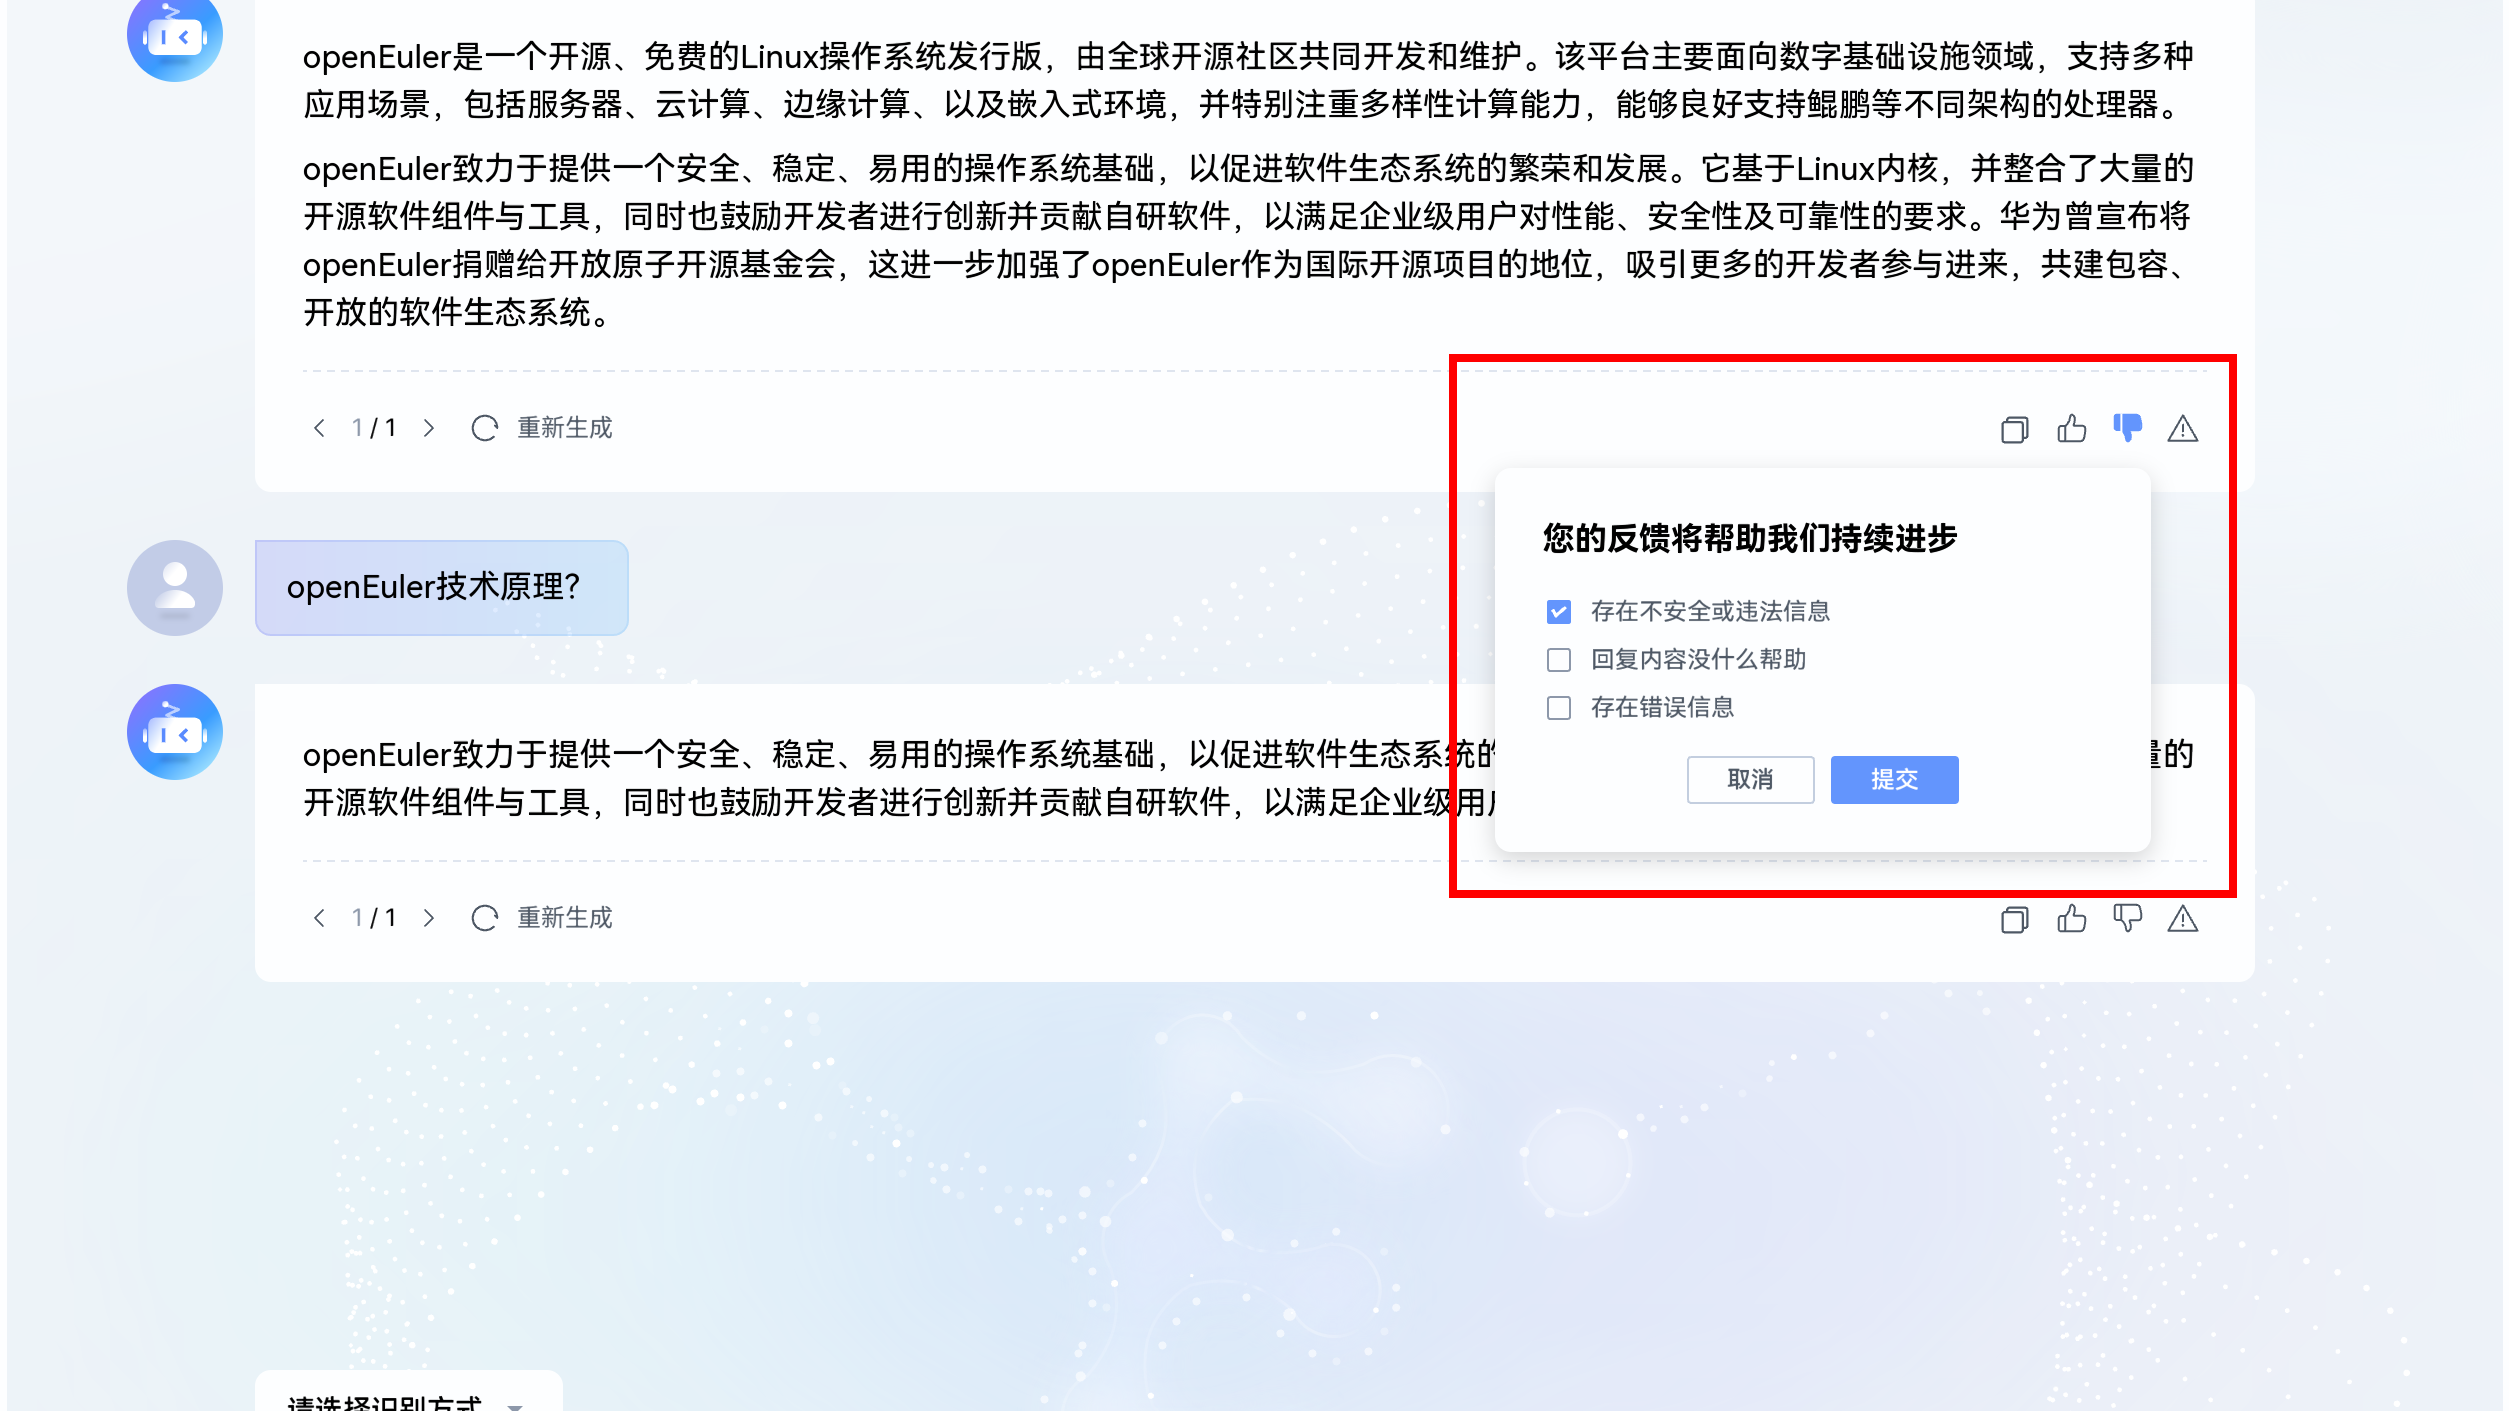 openEuler是一个开源、免费的Linux操作系统发行版，由全球开源社区共同开发和维护。该平台主要面向数字基础设施领域，支持多种
应用场景，包括服务器、云计算、边缘计算、以及嵌入式环境，并特别注重多样性计算能力，能够良好支持鲲鹏等不同架构的处理器。
openEuler致力于提供一个安全、稳定、易用的操作系统基础，以促进软件生态系统的繁荣和发展。它基于Linux内核，并整合了大量的
开源软件组件与工具，同时也鼓励开发者进行创新并贡献自研软件，以满足企业级用户对性能、安全性及可靠性的要求。华为曾宣布将
openEuler捐赠给开放原子开源基金会，这进一步加强了openEuler作为国际开源项目的地位，吸引更多的开发者参与进来，共建包容、
开放的软件生态系统。
1 / 1 重新生成
您的反馈将帮助我们持续进步
存在不安全或违法信息
回复内容没什么帮助
存在错误信息
取消 提交
openEuler技术原理?
openEuler致力于提供一个安全、稳定、易用的操作系统基础，以促进软件生态系统的 量的
开源软件组件与工具，同时也鼓励开发者进行创新并贡献自研软件，以满足企业级用
1 / 1 重新生成
请选择识别方式